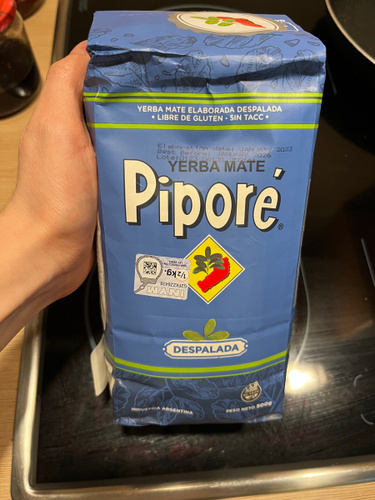 YERBA MATE ELABORADA DESPALADA
• LIBRE DE GLUTEN - SIN TACC •
YERBA MATE
Piporé®
1/2 kg.
INYM
DESPALADA
INDUSTRIA ARGENTINA
PESO NETO 500g